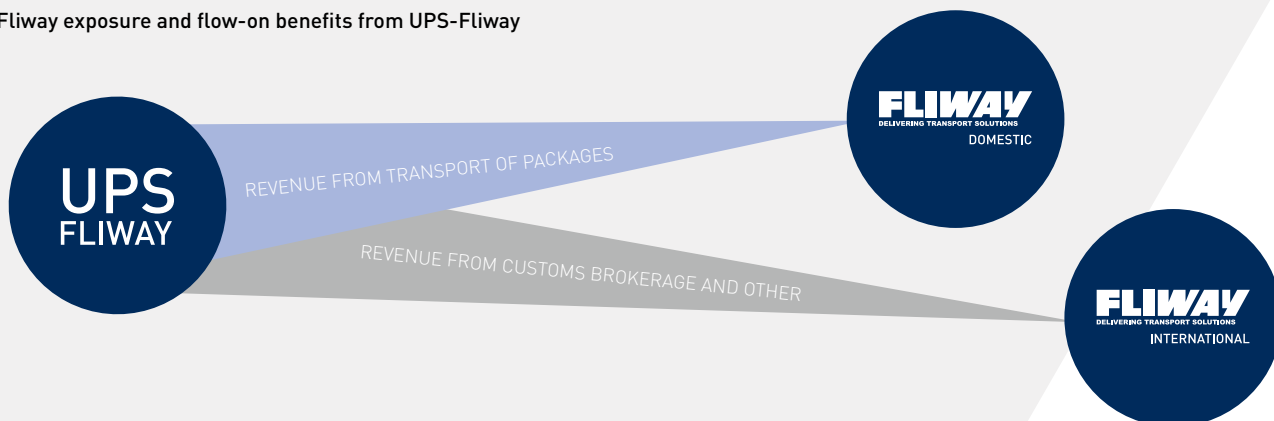 Fliway exposure and flow-on benefits from UPS-Fliway
UPS
FLIWAY
REVENUE FROM TRANSPORT OF PACKAGES
REVENUE FROM CUSTOMS BROKERAGE AND OTHER
FLIWAY
DELIVERING TRANSPORT SOLUTIONS
DOMESTIC
FLIWAY
DELIVERING TRANSPORT SOLUTIONS
INTERNATIONAL